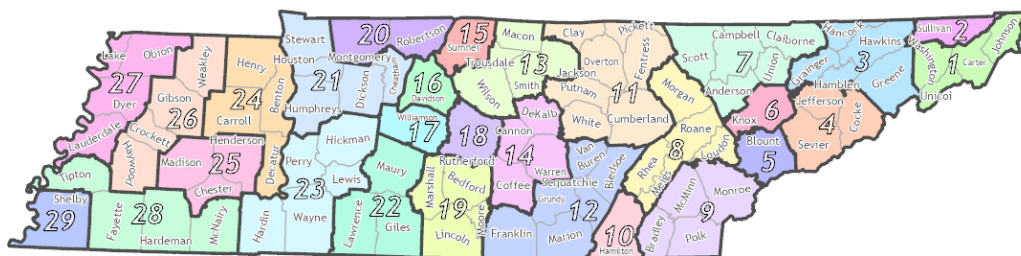 Lake
Obion
27
Dyer
Lauderdale
Weakley
Gibson
26
Crockett
Haywood
Henry
24
Carroll
Benton
Decatur
Henderson
Madison
25
Chester
Tipton
Shelby
29
Fayette
28
Hardeman
McNairy
Stewart
Houston
Montgomery
21
Dickson
Humphreys
Cheatham
20
Robertson
15
Sumner
16
Davidson
Williamson
17
Hickman
Perry
Lewis
23
Hardin
Wayne
Maury
22
Lawrence
Giles
Macon
Trousdale
13
Smith
Wilson
18
Rutherford
Cannon
DeKalb
14
Warren
Coffee
Marshall
Bedford
19
Moore
Lincoln
Clay
Pickett
Overton
Fentress
Jackson
Putnam
11
White
Cumberland
Van
Buren
Bledsoe
Sequatchie
Grundy
12
Franklin
Marion
10
Hamilton
Scott
Campbell
Claiborne
7
Union
Anderson
Morgan
Roane
8
Loudon
Rhea
Meigs
McMinn
Monroe
9
Bradley
Polk
6
Knox
Blount
5
Hancock
Hawkins
3
Grainger
Hamblen
Greene
Jefferson
4
Cocke
Sevier
Sullivan
2
Washington
1
Carter
Johnson
Unicoi